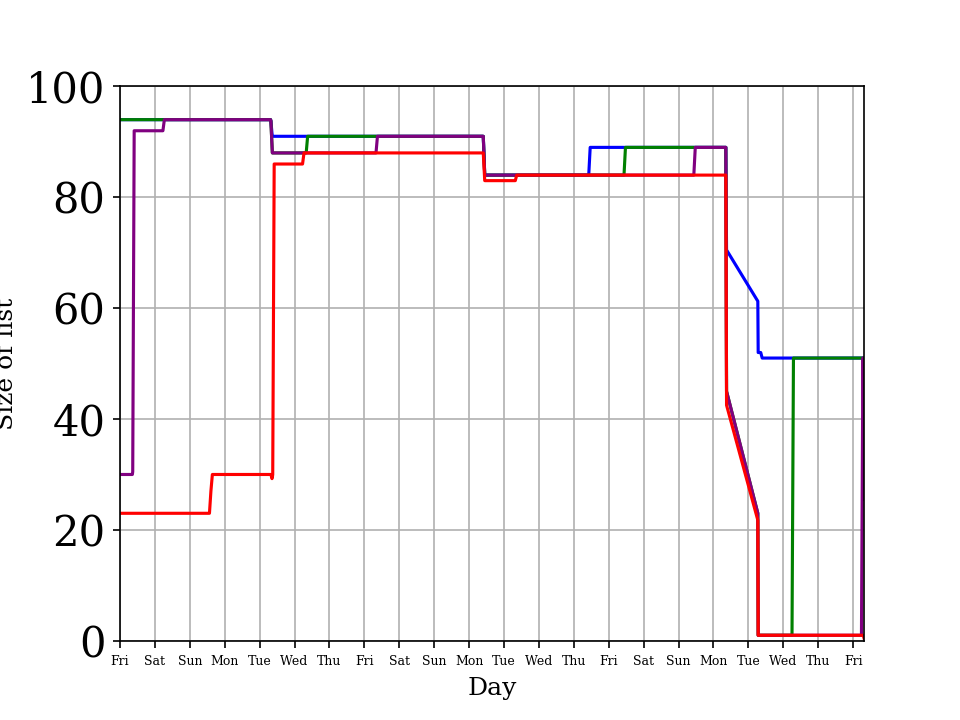 100
80
60
40
20
0
Size of list
Fri Sat Sun Mon Tue Wed Thu Fri Sat Sun Mon Tue Wed Thu Fri Sat Sun Mon Tue Wed Thu Fri
Day